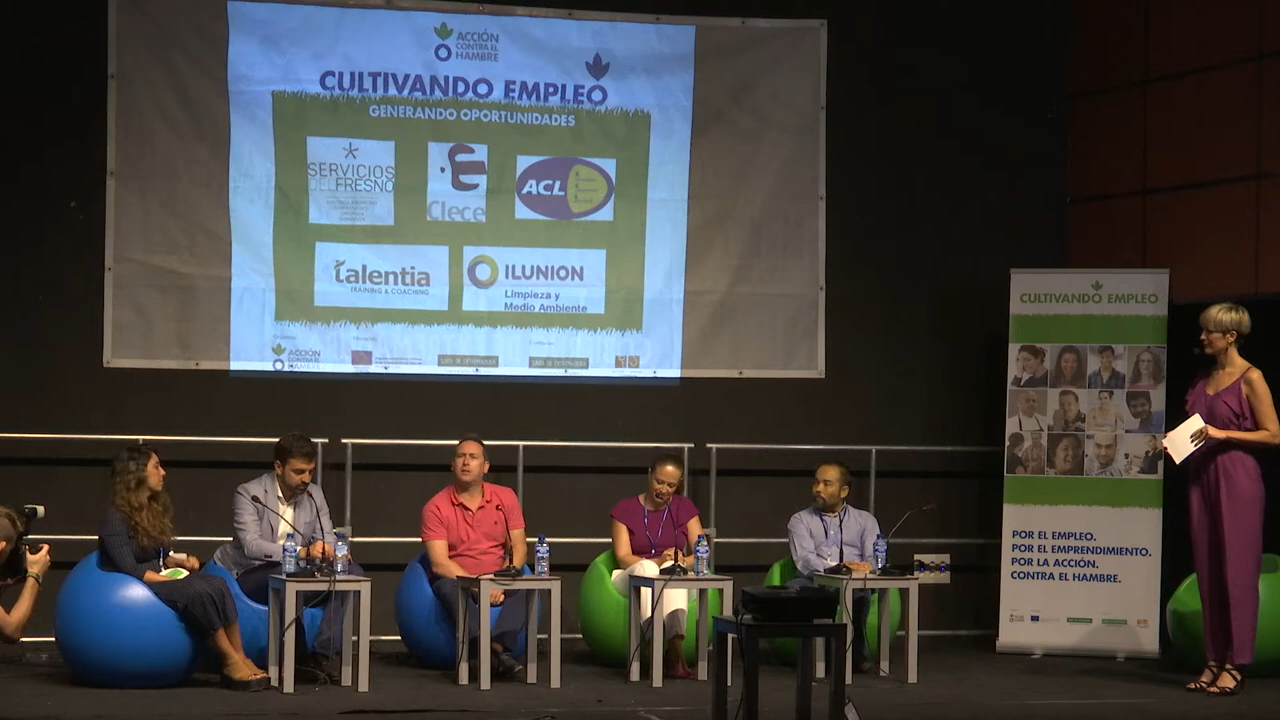 ACCIÓN
CONTRA EL
HAMBRE
CULTIVANDO EMPLEO
GENERANDO OPORTUNIDADES
SERVICIOS
DEL FRESNO
Clece
ACL
talentia
TRAINING & COACHING
ILUNION
Limpieza y
Medio Ambiente
ACCIÓN
CONTRA EL
HAMBRE
CULTIVANDO EMPLEO
POR EL EMPLEO.
POR EL EMPRENDIMIENTO.
POR LA ACCIÓN.
CONTRA EL HAMBRE.